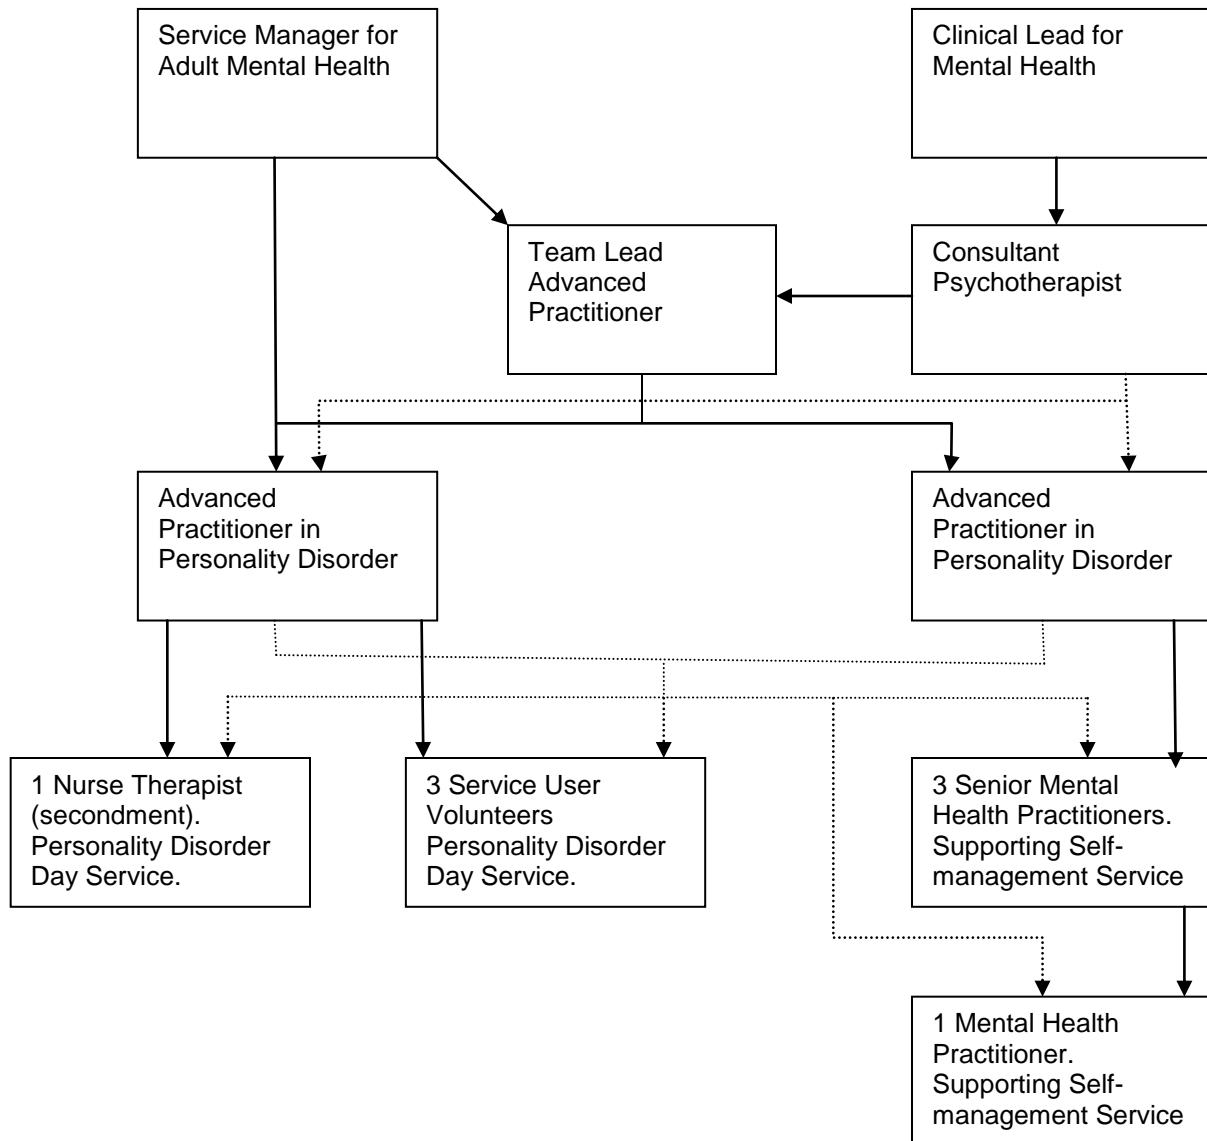 Service Manager for
Adult Mental Health
Clinical Lead for
Mental Health
Team Lead
Advanced
Practitioner
Consultant
Psychotherapist
Advanced
Practitioner in
Personality Disorder
Advanced
Practitioner in
Personality Disorder
1 Nurse Therapist
(secondment).
Personality Disorder
Day Service.
3 Service User
Volunteers
Personality Disorder
Day Service.
3 Senior Mental
Health Practitioners.
Supporting Self-
management Service
1 Mental Health
Practitioner.
Supporting Self-
management Service